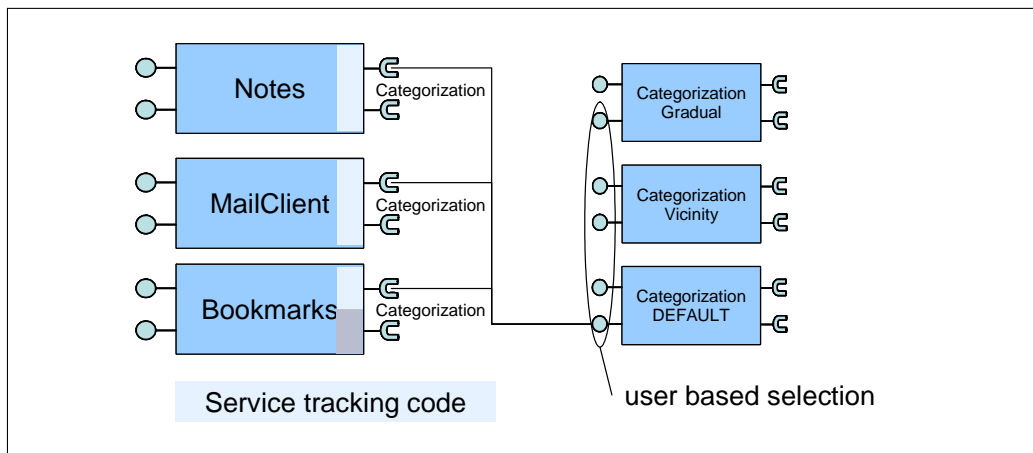 Notes
Categorization
MailClient
Categorization
Bookmarks
Categorization
Service tracking code
Categorization
Gradual
Categorization
Vicinity
Categorization
DEFAULT
user based selection